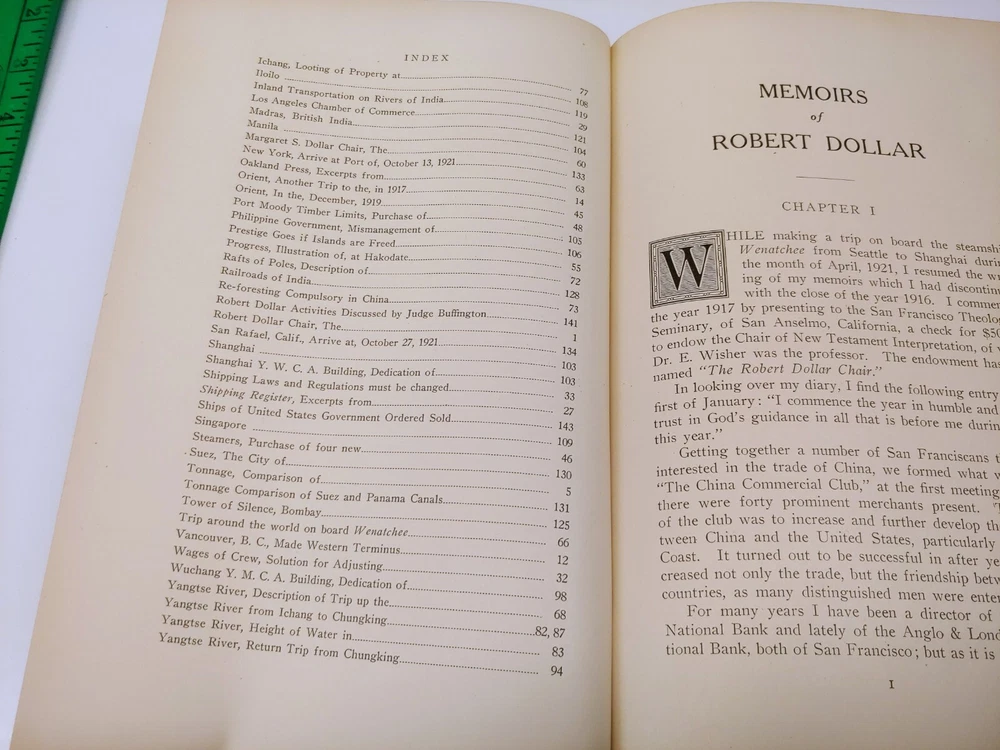 INDEX
Ichang, Looting of Property at 77
Iloilo 108
Inland Transportation on Rivers of India 119
Los Angeles Chamber of Commerce 29
Madras, British India 121
Manila 104
Margaret S. Dollar Chair, The 60
New York, Arrive at Port of, October 13, 1921 133
Oakland Press, Excerpts from 63
Orient, Another Trip to the, in 1917 14
Orient, In the, December, 1919 45
Port Moody Timber Limits, Purchase of 48
Philippine Government, Mismanagement of 105
Prestige Goes if Islands are Freed 106
Progress, Illustration of, at Hakodate 55
Rafts of Poles, Description of 72
Railroads of India 128
Re-foresting Compulsory in China 73
Robert Dollar Activities Discussed by Judge Buffington 141
Robert Dollar Chair, The 1
San Rafael, Calif., Arrive at, October 27, 1921 134
Shanghai 103
Shanghai Y. W. C. A. Building, Dedication of 103
Shipping Laws and Regulations must be changed 33
Shipping Register, Excerpts from 27
Ships of United States Government Ordered Sold 143
Singapore 109
Steamers, Purchase of four new 46
Suez, The City of 130
Tonnage, Comparison of 5
Tonnage Comparison of Suez and Panama Canals 131
Tower of Silence, Bombay 125
Trip around the world on board Wenatchee 66
Vancouver, B. C., Made Western Terminus 12
Wages of Crew, Solution for Adjusting 32
Wuchang Y. M. C. A. Building, Dedication of 98
Yangtse River, Description of Trip up the 68
Yangtse River from Ichang to Chungking 82, 87
Yangtse River, Height of Water in 83
Yangtse River, Return Trip from Chungking 94
MEMOIRS
of
ROBERT DOLLAR
CHAPTER I
WHILE making a trip on board the
Wenatchee from Seattle to Shanghai
the month of April, 1921, I resumed the
ing of my memoirs which I had
with the close of the year 1916. I
the year 1917 by presenting to the San Francisco
Seminary, of San Anselmo, California, a check for
to endow the Chair of New Testament Interpretation, of
Dr. E. Wisher was the professor. The endowment has
named "The Robert Dollar Chair."
In looking over my diary, I find the following entry
first of January: "I commence the year in humble and
trust in God's guidance in all that is before me
this year."
Getting together a number of San Franciscans
interested in the trade of China, we formed what
"The China Commercial Club," at the first meeting
there were forty prominent merchants present.
of the club was to increase and further develop
tween China and the United States, particularly
Coast. It turned out to be successful in after
creased not only the trade, but the friendship
countries, as many distinguished men were
For many years I have been a director of
National Bank and lately of the Anglo &
tional Bank, both of San Francisco; but as it is
I